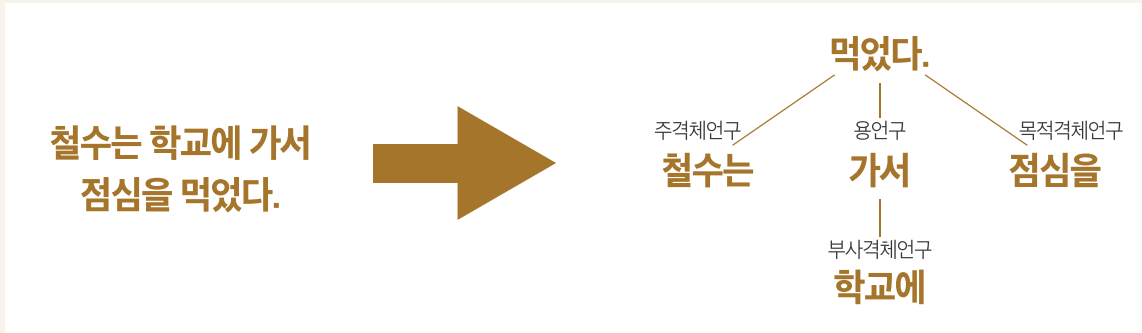 철수는 학교에 가서
점심을 먹었다.
먹었다.
주격체언구
용언구
목적격체언구
철수는
가서
점심을
부사격체언구
학교에